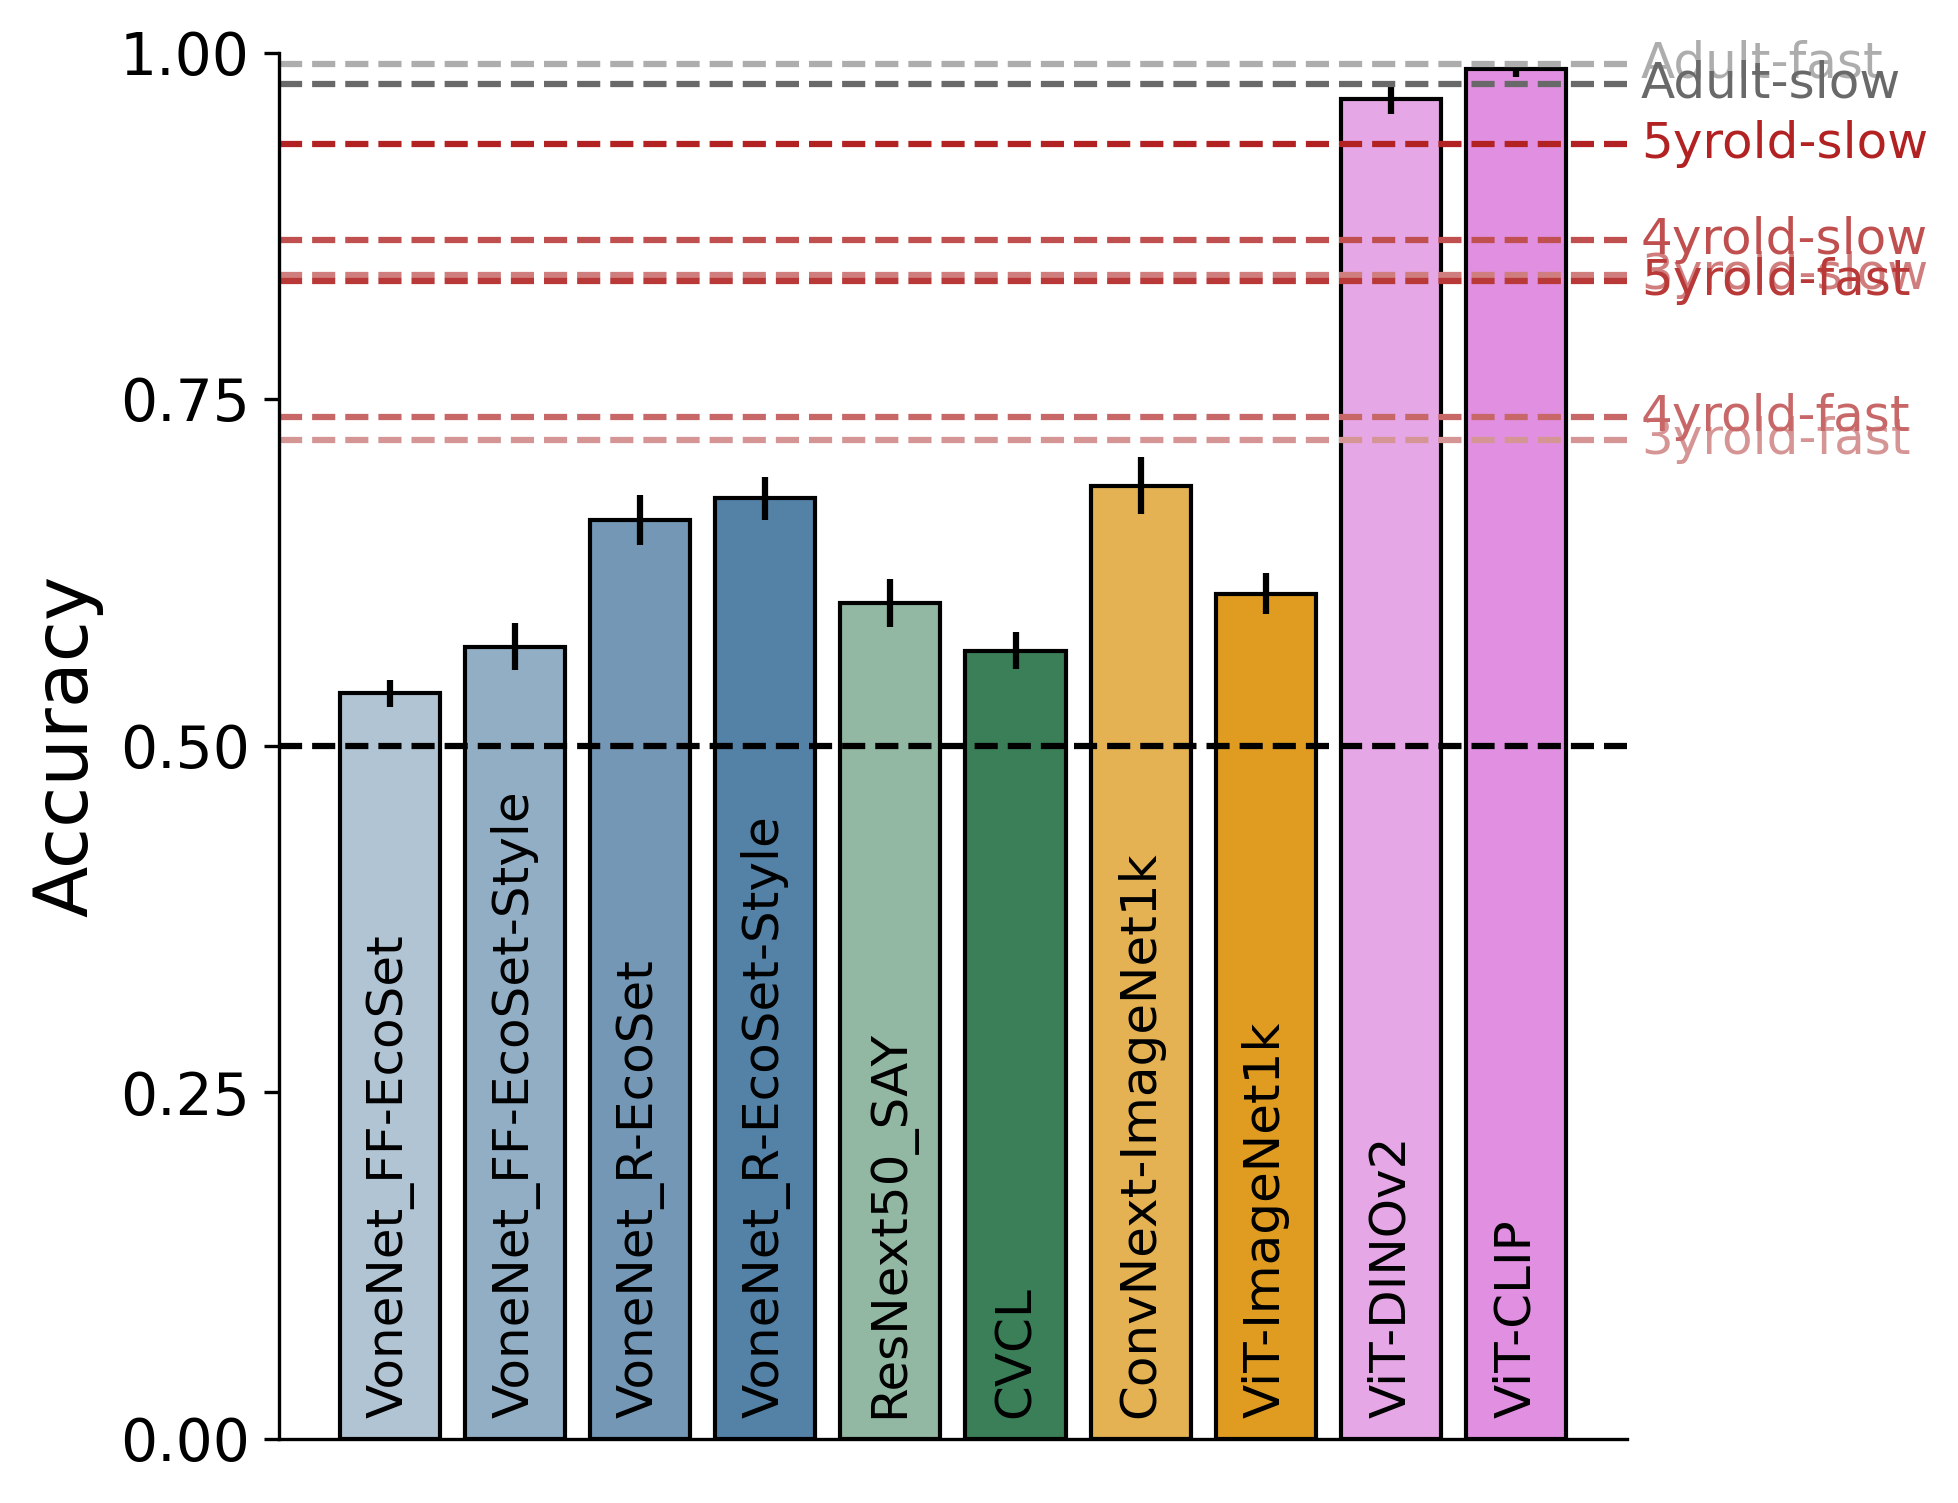 1.00
0.75
0.50
0.25
0.00
Accuracy
VoneNet_FF-EcoSet
VoneNet_FF-EcoSet-Style
VoneNet_R-EcoSet
VoneNet_R-EcoSet-Style
ResNext50_SAY
CVCL
ConvNext-ImageNet1k
ViT-ImageNet1k
ViT-DINOv2
ViT-CLIP
Adult-fast
Adult-slow
5yrold-slow
4yrold-slow
3yrold-slow
5yrold-fast
4yrold-fast
3yrold-fast